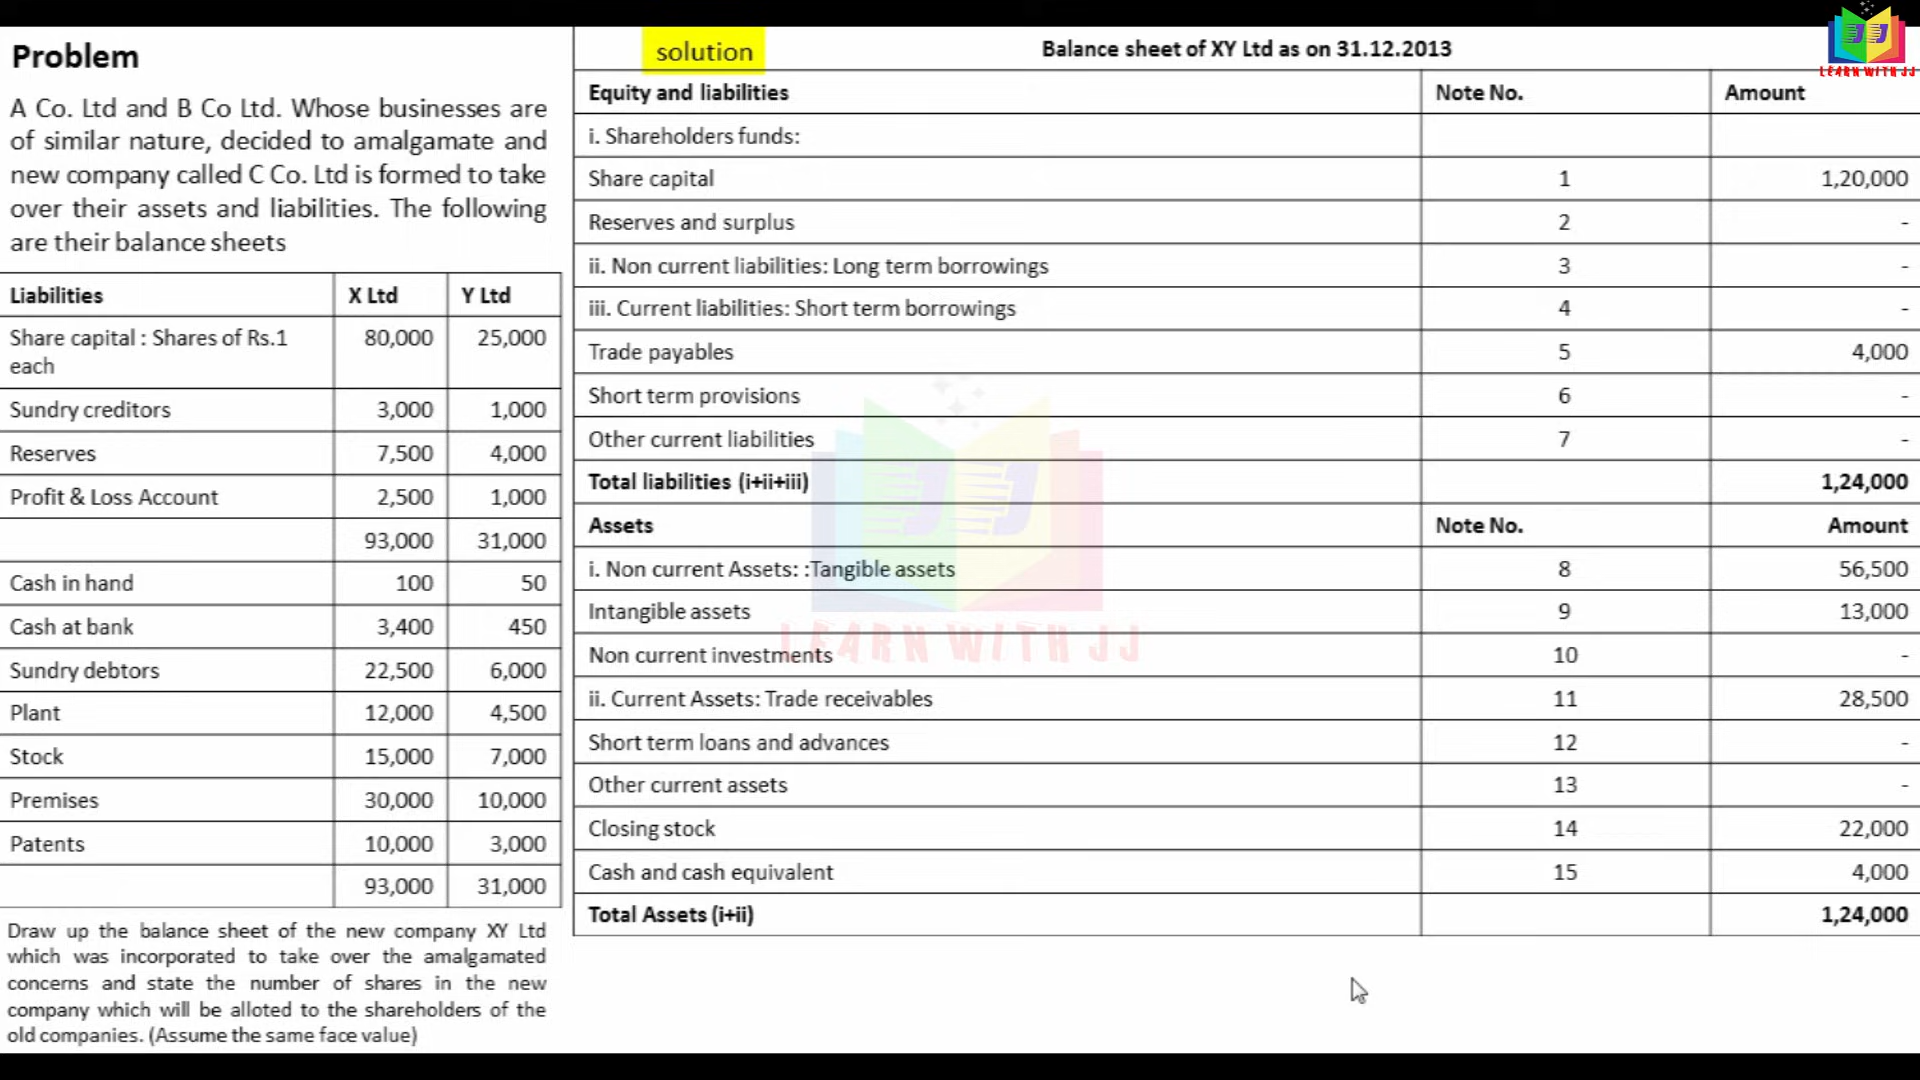 Problem
A Co. Ltd and B Co Ltd. Whose businesses are
of similar nature, decided to amalgamate and
new company called C Co. Ltd is formed to take
over their assets and liabilities. The following
are their balance sheets
Liabilities X Ltd Y Ltd
Share capital : Shares of Rs.1 80,000 25,000
each
Sundry creditors 3,000 1,000
Reserves 7,500 4,000
Profit & Loss Account 2,500 1,000
93,000 31,000
Cash in hand 100 50
Cash at bank 3,400 450
Sundry debtors 22,500 6,000
Plant 12,000 4,500
Stock 15,000 7,000
Premises 30,000 10,000
Patents 10,000 3,000
93,000 31,000
Draw up the balance sheet of the new company XY Ltd
which was incorporated to take over the amalgamated
concerns and state the number of shares in the new
company which will be alloted to the shareholders of the
old companies. (Assume the same face value)
solution Balance sheet of XY Ltd as on 31.12.2013
Equity and liabilities Note No. Amount
i. Shareholders funds:
Share capital 1 1,20,000
Reserves and surplus 2 -
ii. Non current liabilities: Long term borrowings 3 -
iii. Current liabilities: Short term borrowings 4 -
Trade payables 5 4,000
Short term provisions 6 -
Other current liabilities 7 -
Total liabilities (i+ii+iii) 1,24,000
Assets Note No. Amount
i. Non current Assets: :Tangible assets 8 56,500
Intangible assets 9 13,000
Non current investments 10 -
ii. Current Assets: Trade receivables 11 28,500
Short term loans and advances 12 -
Other current assets 13 -
Closing stock 14 22,000
Cash and cash equivalent 15 4,000
Total Assets (i+ii) 1,24,000
JJ
LEARN WITH JJ
JJ
LEARN WITH JJ